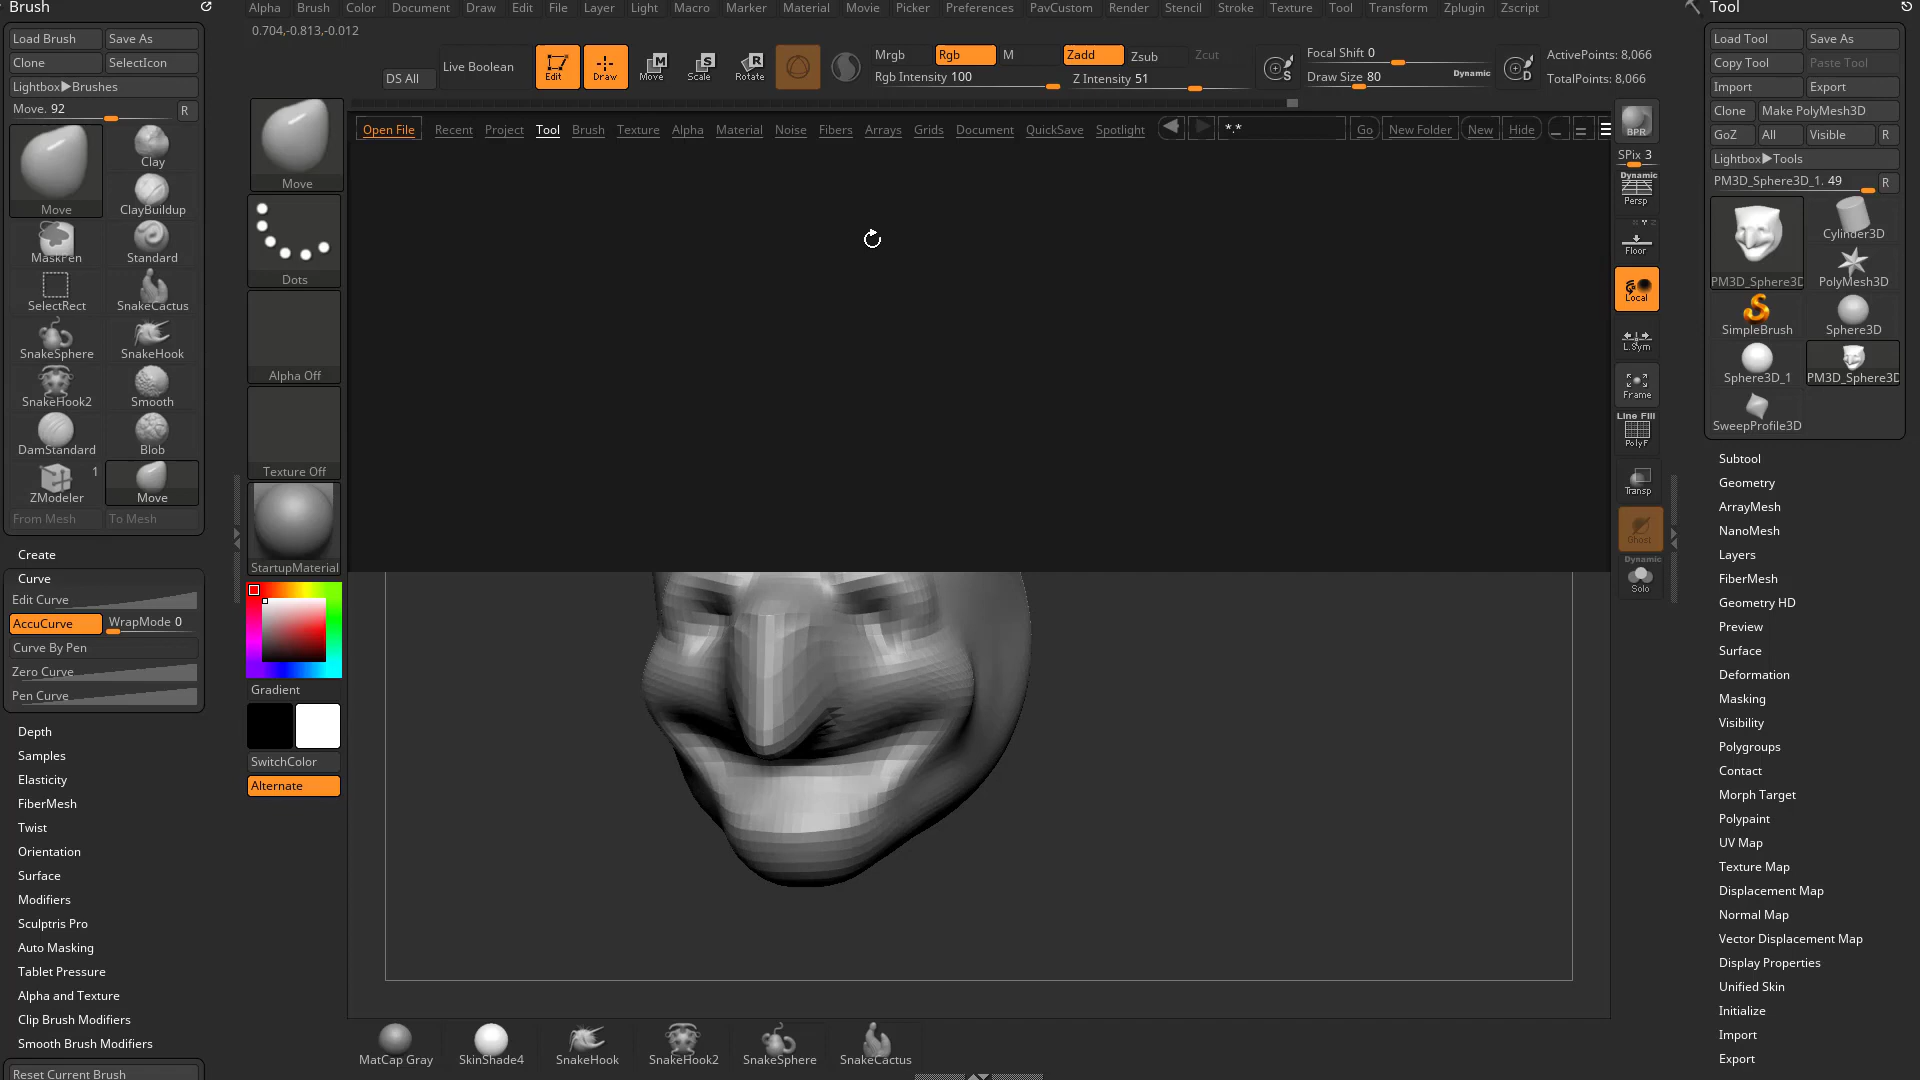 Brush
Load Brush
Save As
Clone
SelectIcon
Lightbox▶Brushes
Move. 92
R
Move
Clay
ClayBuildup
MaskPen
Standard
SelectRect
SnakeCactus
SnakeSphere
SnakeHook
SnakeHook2
Smooth
DamStandard
Blob
ZModeler
1
Move
From Mesh
To Mesh
Create
Curve
Edit Curve
AccuCurve
WrapMode 0
Curve By Pen
Zero Curve
Pen Curve
Depth
Samples
Elasticity
FiberMesh
Twist
Orientation
Surface
Modifiers
Sculptris Pro
Auto Masking
Tablet Pressure
Alpha and Texture
Clip Brush Modifiers
Smooth Brush Modifiers
Reset Current Brush
Alpha Brush Color Document Draw Edit File Layer Light Macro Marker Material Movie Picker Preferences PavCustom Render Stencil Stroke Texture Tool Transform Zplugin Zscript
0.704,-0.813,-0.012
DS All
Live Boolean
Edit
Draw
Move
Scale
Rotate
Mrgb
Rgb
M
Rgb Intensity 100
Zadd
Zsub
Zcut
Z Intensity 51
S
Focal Shift 0
Draw Size 80
Dynamic
D
ActivePoints: 8,066
TotalPoints: 8,066
Move
Dots
Alpha Off
Texture Off
StartupMaterial
Gradient
SwitchColor
Alternate
Open File Recent Project Tool Brush Texture Alpha Material Noise Fibers Arrays Grids Document QuickSave Spotlight
*.*
Go
New Folder
New
Hide
BPR
SPix 3
Dynamic
Persp
Floor
Local
L.Sym
Frame
Line Fill
PolyF
Transp
Ghost
Dynamic
Solo
MatCap Gray
SkinShade4
SnakeHook
SnakeHook2
SnakeSphere
SnakeCactus
Tool
Load Tool
Save As
Copy Tool
Paste Tool
Import
Export
Clone
Make PolyMesh3D
GoZ
All
Visible
R
Lightbox▶Tools
PM3D_Sphere3D_1. 49
R
PM3D_Sphere3D
Cylinder3D
PolyMesh3D
SimpleBrush
Sphere3D
Sphere3D_1
PM3D_Sphere3D
SweepProfile3D
Subtool
Geometry
ArrayMesh
NanoMesh
Layers
FiberMesh
Geometry HD
Preview
Surface
Deformation
Masking
Visibility
Polygroups
Contact
Morph Target
Polypaint
UV Map
Texture Map
Displacement Map
Normal Map
Vector Displacement Map
Display Properties
Unified Skin
Initialize
Import
Export